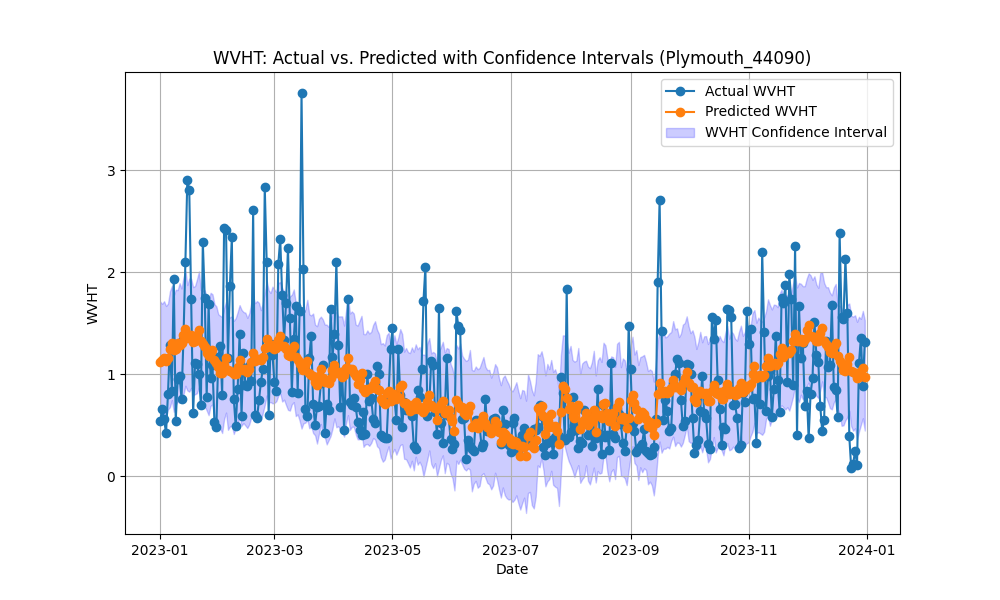 WVHT: Actual vs. Predicted with Confidence Intervals (Plymouth_44090)
Actual WVHT
Predicted WVHT
WVHT Confidence Interval
WVHT
3
2
1
0
2023-01
2023-03
2023-05
2023-07
2023-09
2023-11
2024-01
Date